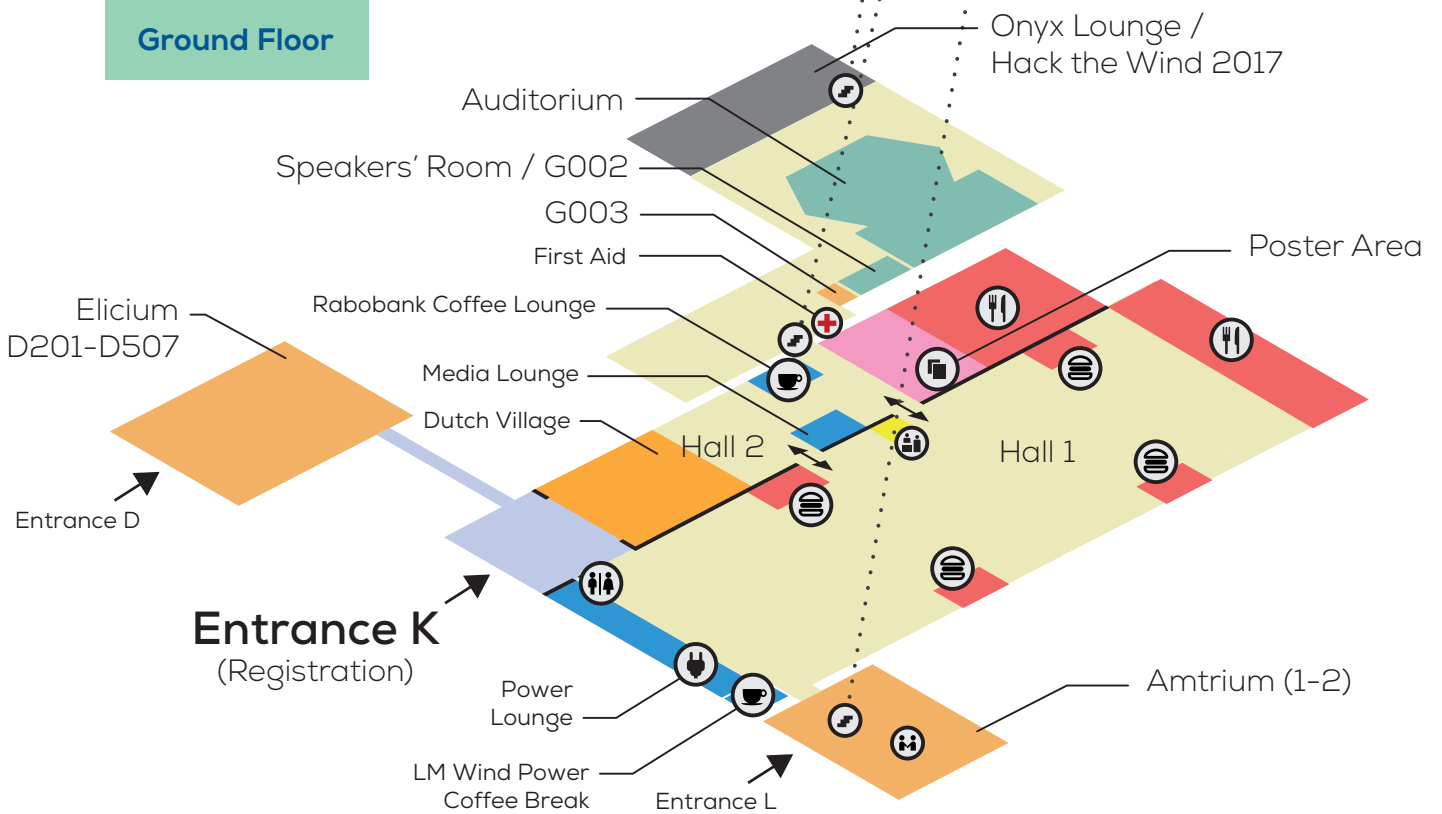 Ground Floor
Onyx Lounge /
Hack the Wind 2017
Auditorium
Speakers' Room / G002
G003
First Aid
Poster Area
Rabobank Coffee Lounge
Elicium
D201-D507
Media Lounge
Dutch Village
Hall 2
Hall 1
Entrance D
Entrance K
(Registration)
Power
Lounge
Amtrium (1-2)
LM Wind Power
Coffee Break
Entrance L